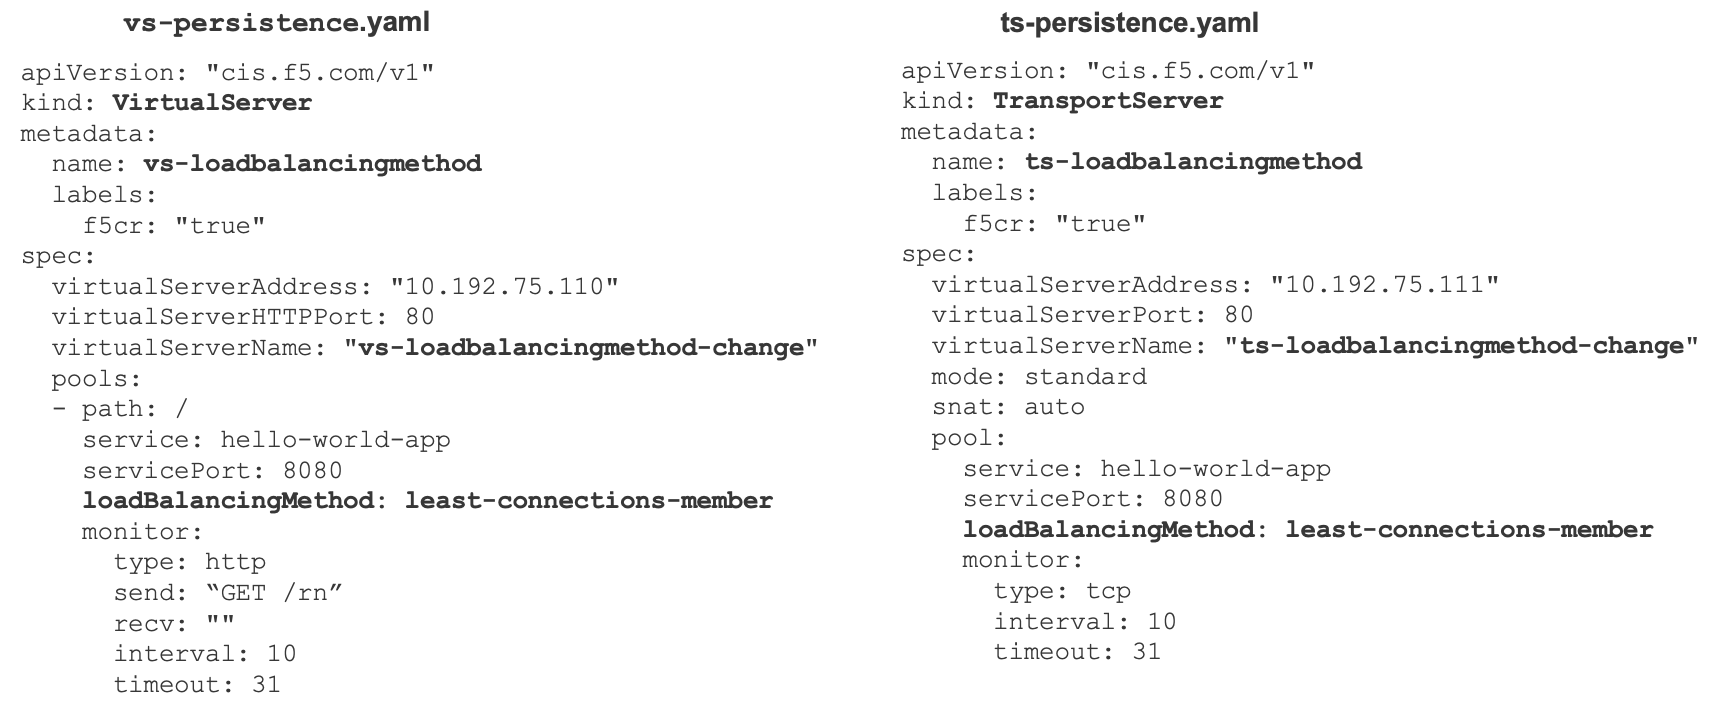 vs-persistence.yaml
apiVersion: "cis.f5.com/v1"
kind: VirtualServer
metadata:
  name: vs-loadbalancingmethod
  labels:
    f5cr: "true"
spec:
  virtualServerAddress: "10.192.75.110"
  virtualServerHTTPPort: 80
  virtualServerName: "vs-loadbalancingmethod-change"
  pools:
  - path: /
    service: hello-world-app
    servicePort: 8080
    loadBalancingMethod: least-connections-member
    monitor:
      type: http
      send: “GET /rn”
      recv: ""
      interval: 10
      timeout: 31
ts-persistence.yaml
apiVersion: "cis.f5.com/v1"
kind: TransportServer
metadata:
  name: ts-loadbalancingmethod
  labels:
    f5cr: "true"
spec:
  virtualServerAddress: "10.192.75.111"
  virtualServerPort: 80
  virtualServerName: "ts-loadbalancingmethod-change"
  mode: standard
  snat: auto
  pool:
    service: hello-world-app
    servicePort: 8080
    loadBalancingMethod: least-connections-member
    monitor:
      type: tcp
      interval: 10
      timeout: 31